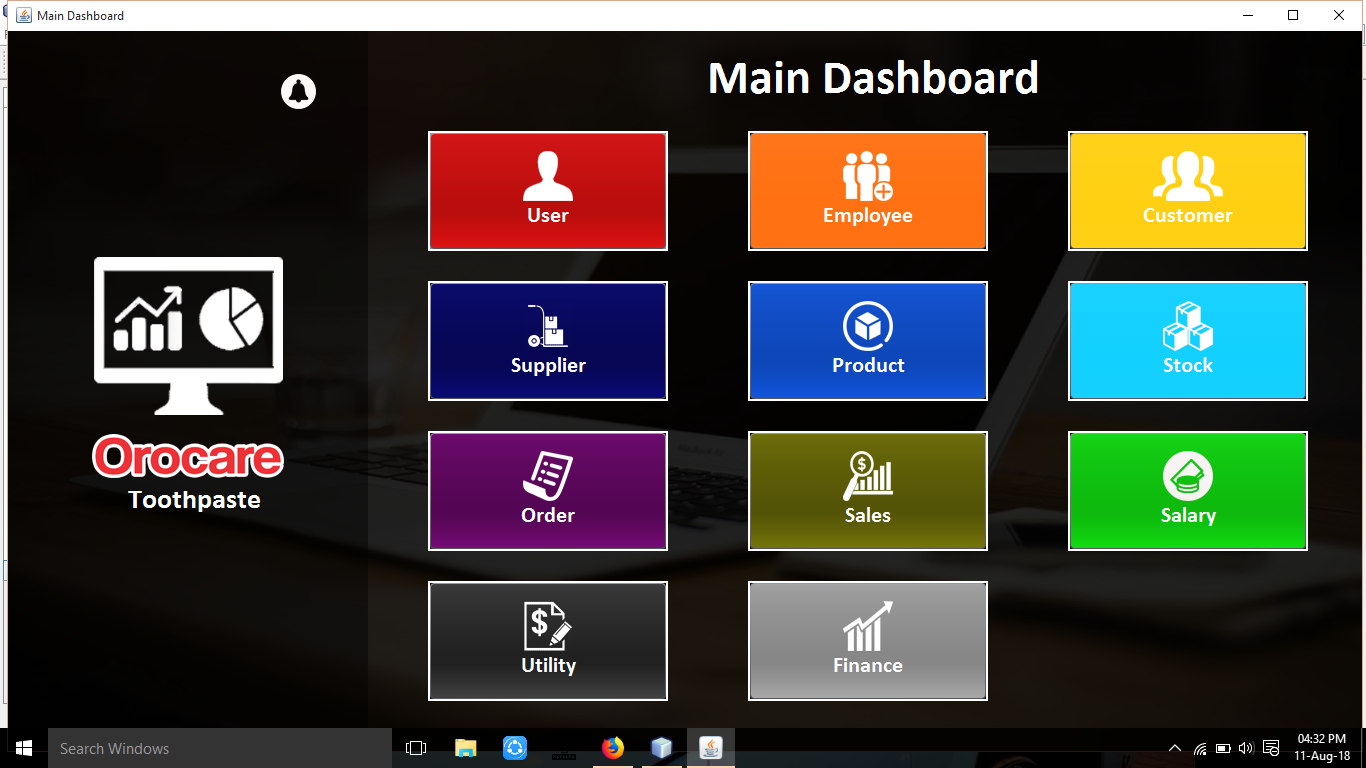 Main Dashboard
Main Dashboard
User
Employee
Customer
Supplier
Product
Stock
Orocare
Toothpaste
Order
Sales
Salary
Utility
Finance
Search Windows
04:32 PM
11-Aug-18